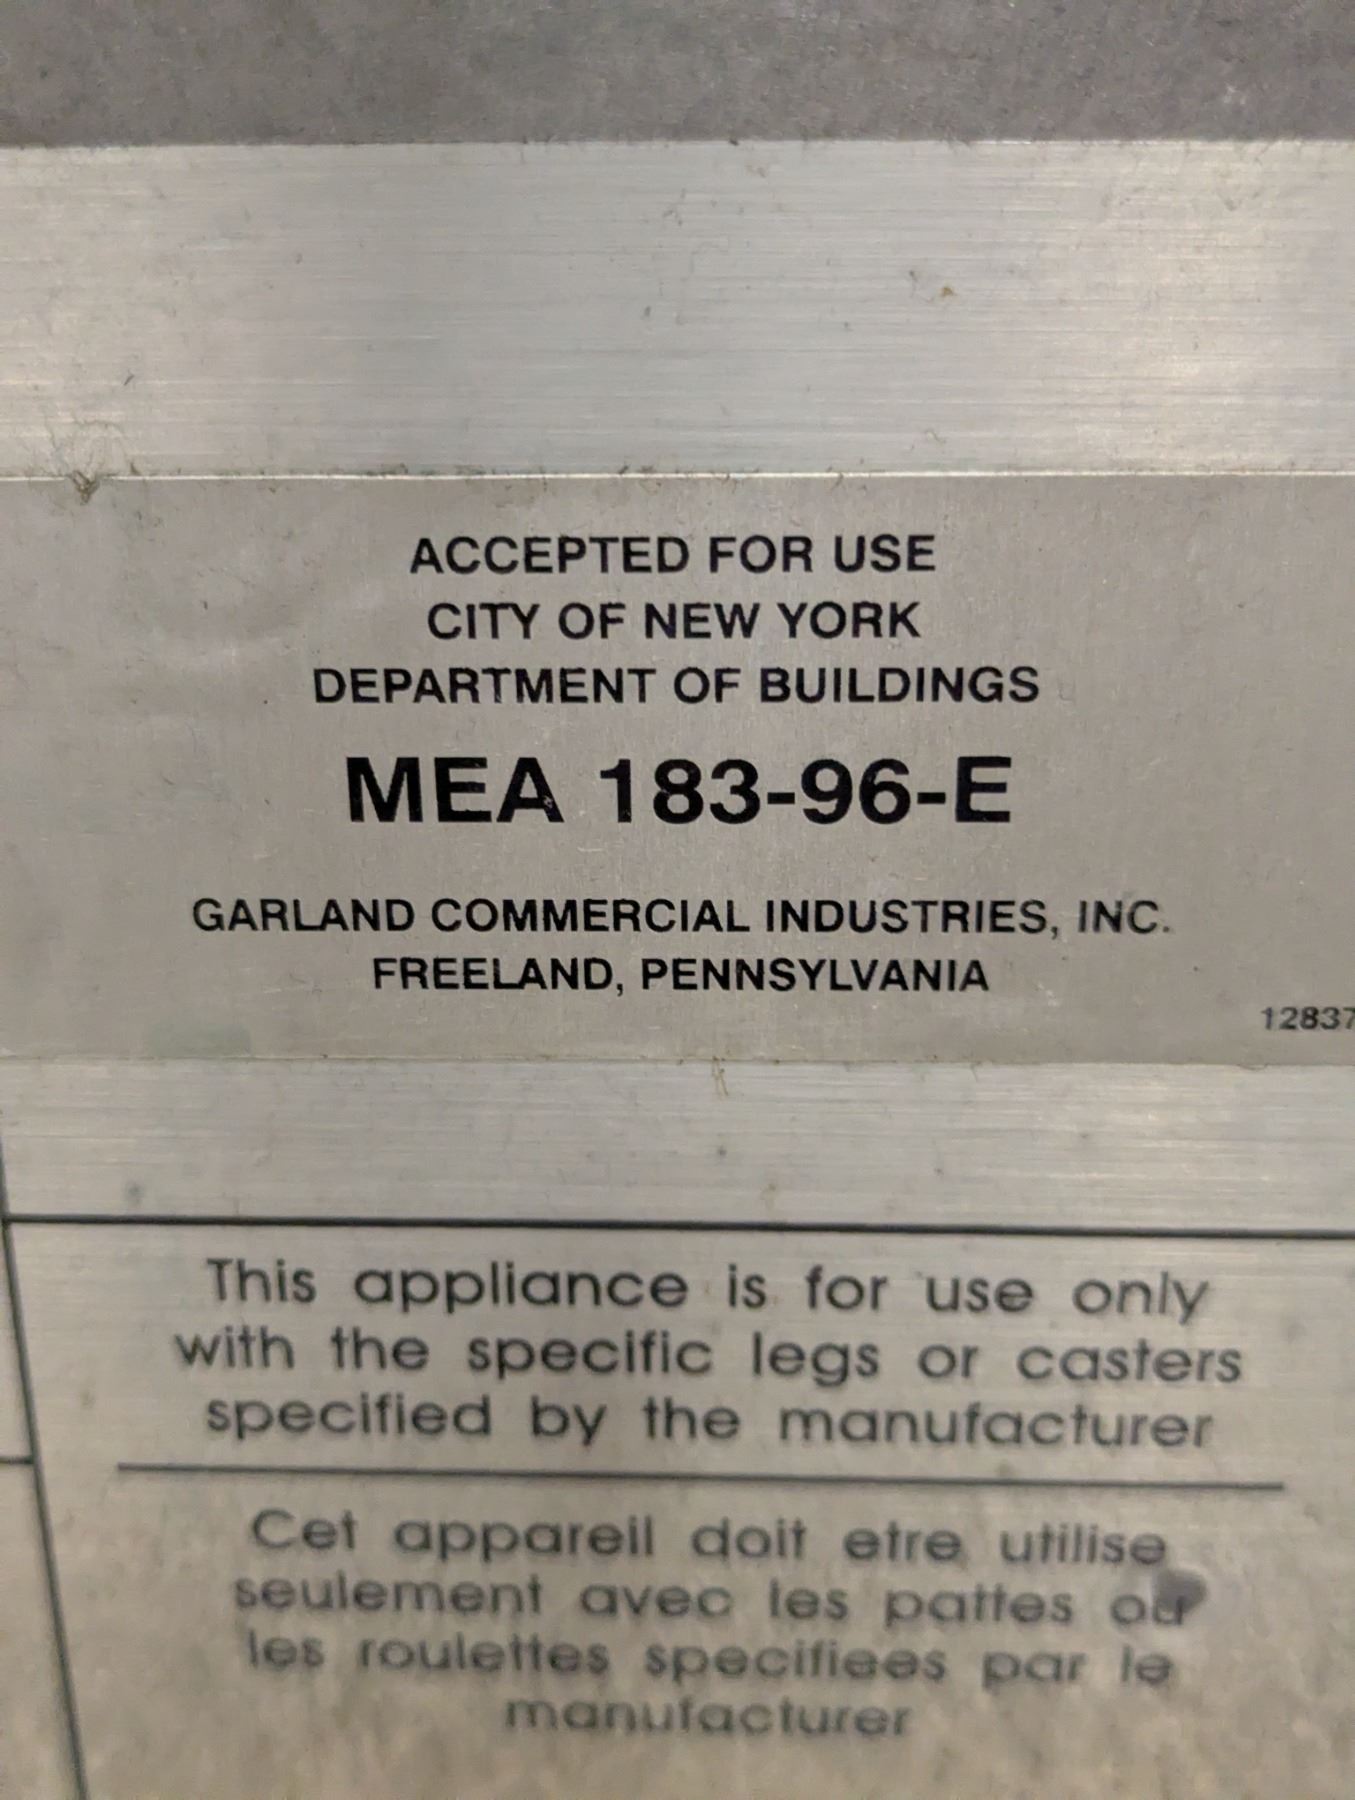 ACCEPTED FOR USE
CITY OF NEW YORK
DEPARTMENT OF BUILDINGS
MEA 183-96-E
GARLAND COMMERCIAL INDUSTRIES, INC.
FREELAND, PENNSYLVANIA
12837
This appliance is for use only
with the specific legs or casters
specified by the manufacturer
Cet appareil doit etre utilise
seulement avec les pattes ou
les roulettes specifiees par le
manufacturer